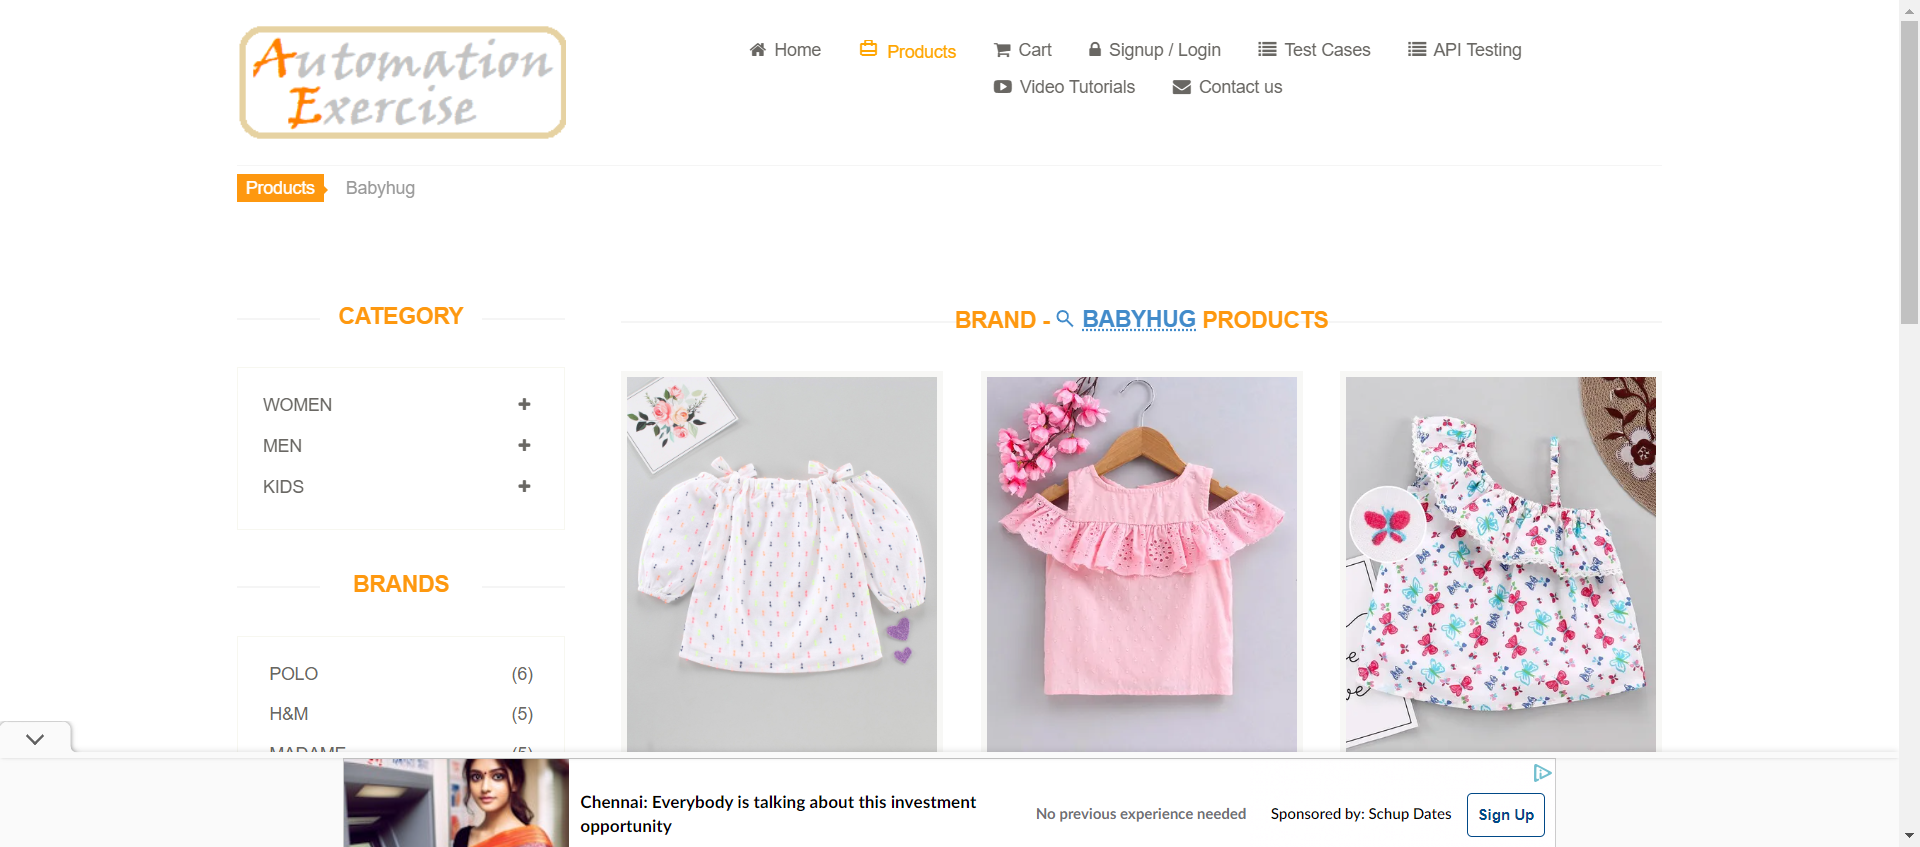 Automation
Exercise
Home
Products
Cart
Signup / Login
Test Cases
API Testing
Video Tutorials
Contact us
Products
Babyhug
CATEGORY
WOMEN
MEN
KIDS
BRANDS
POLO (6)
H&M (5)
MADAME (5)
BRAND - BABYHUG PRODUCTS
Chennai: Everybody is talking about this investment
opportunity
No previous experience needed
Sponsored by: Schup Dates
Sign Up